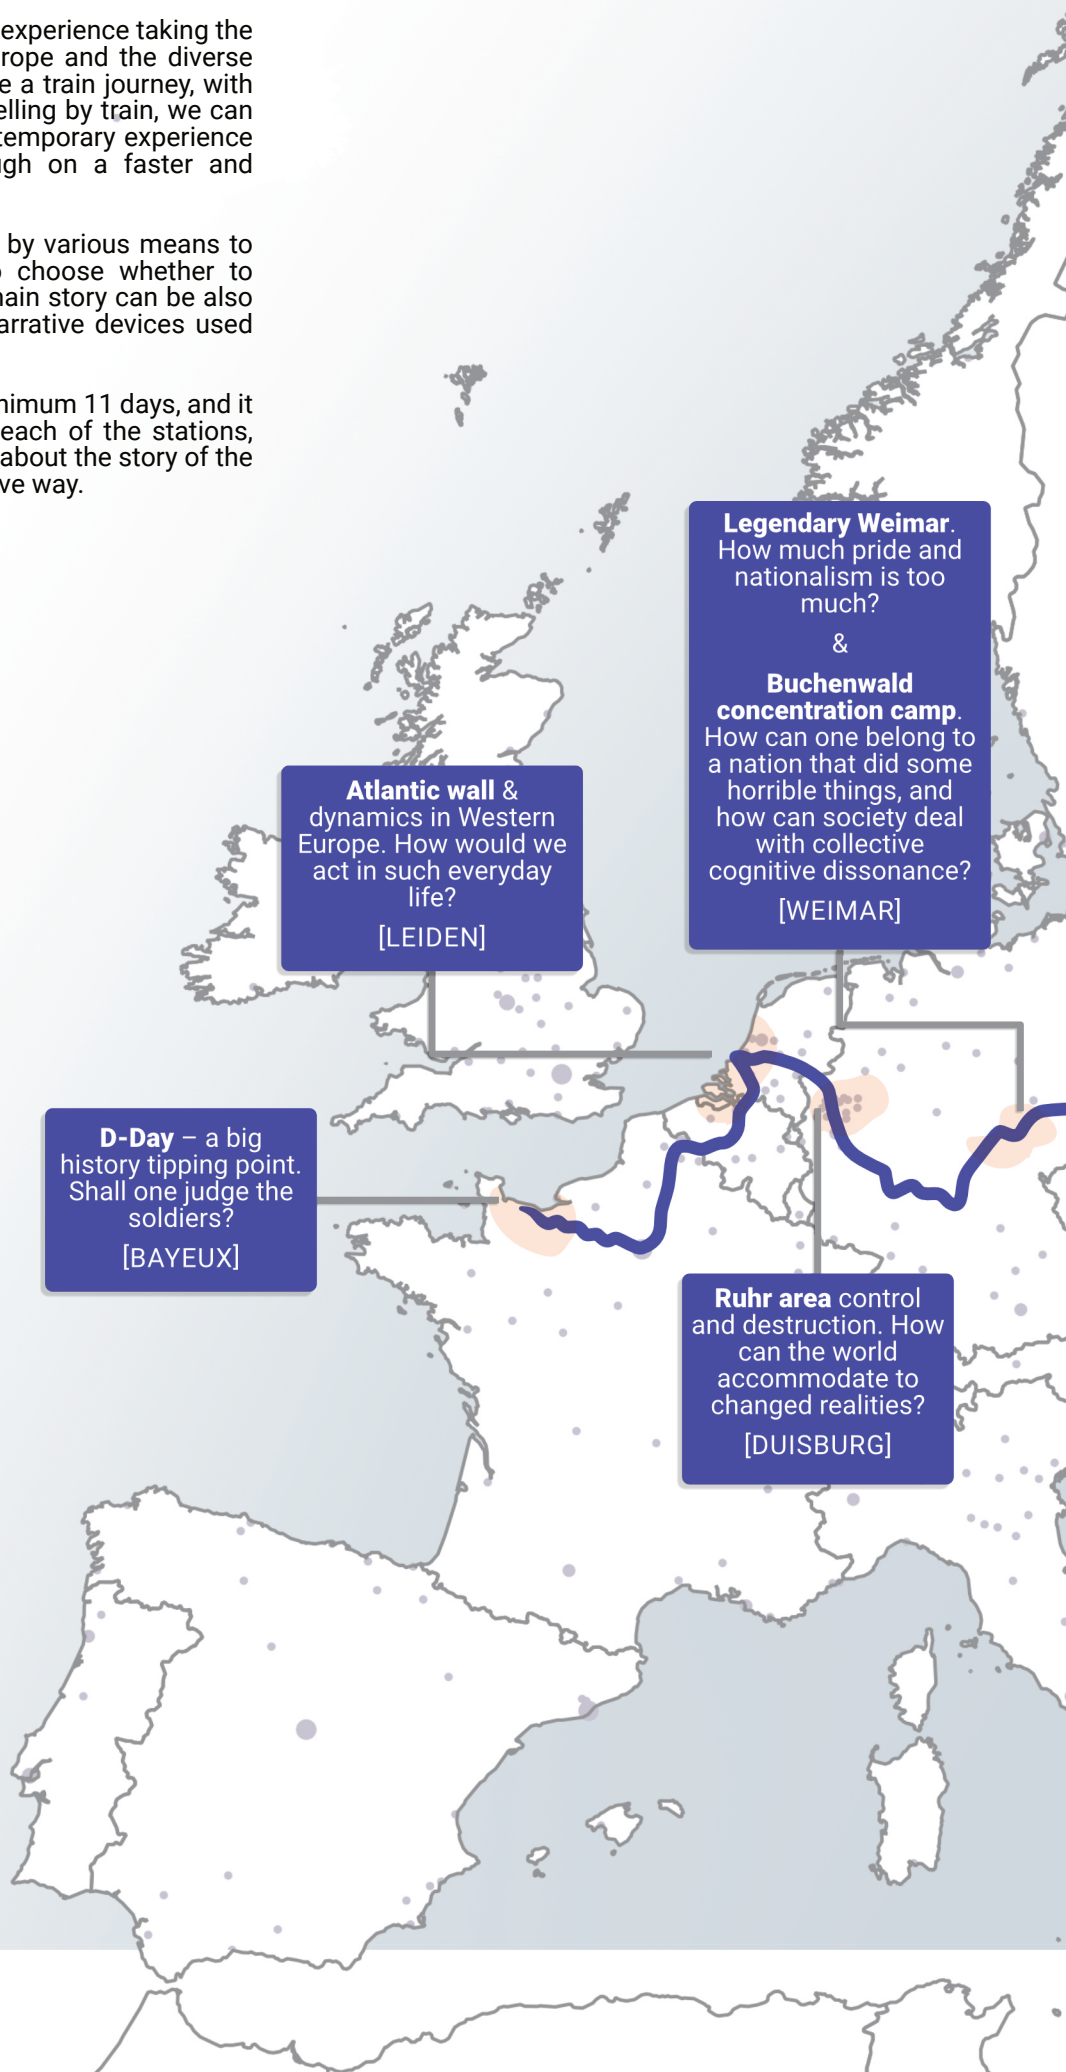 experience taking the
rope and the diverse
e a train journey, with
elling by train, we can
temporary experience
ugh on a faster and
by various means to
o choose whether to
nain story can be also
arrative devices used
nimum 11 days, and it
each of the stations,
about the story of the
ve way.
Legendary Weimar.
How much pride and
nationalism is too
much?
&
Buchenwald
concentration camp.
How can one belong to
a nation that did some
horrible things, and
how can society deal
with collective
cognitive dissonance?
[WEIMAR]
Atlantic wall &
dynamics in Western
Europe. How would we
act in such everyday
life?
[LEIDEN]
D-Day – a big
history tipping point.
Shall one judge the
soldiers?
[BAYEUX]
Ruhr area control
and destruction. How
can the world
accommodate to
changed realities?
[DUISBURG]